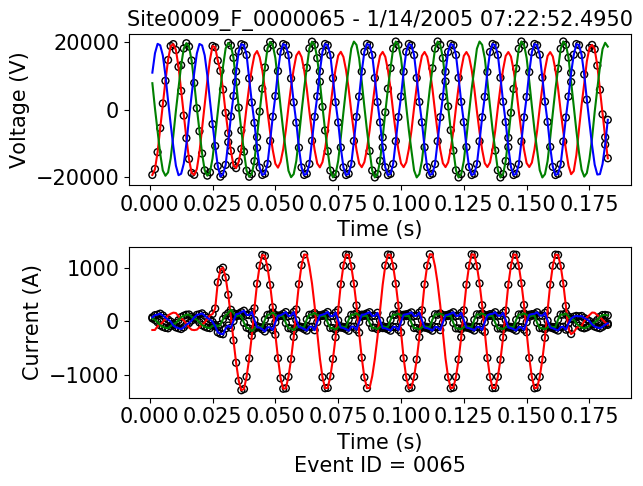 Site0009_F_0000065 - 1/14/2005 07:22:52.4950
20000
0
−20000
Voltage (V)
0.000 0.025 0.050 0.075 0.100 0.125 0.150 0.175
Time (s)
1000
0
−1000
Current (A)
0.000 0.025 0.050 0.075 0.100 0.125 0.150 0.175
Time (s)
Event ID = 0065